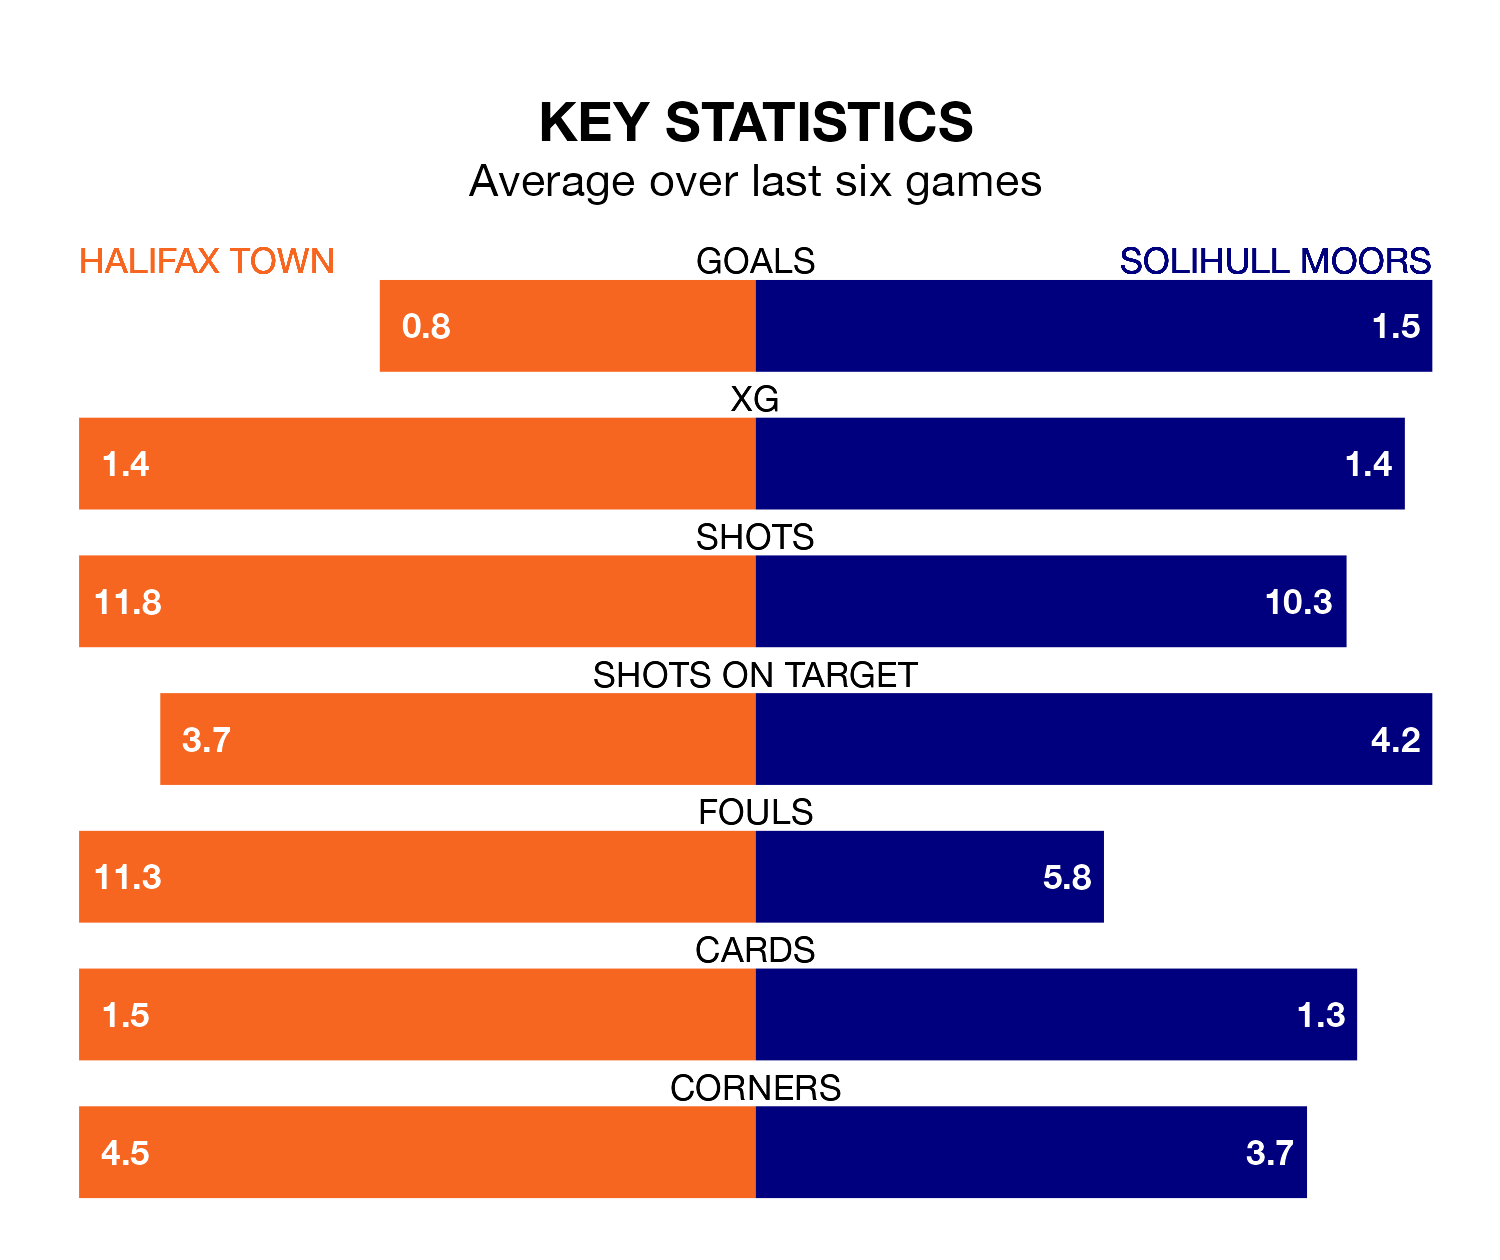 KEY STATISTICS
Average over last six games
HALIFAX TOWN GOALS SOLIHULL MOORS
0.8 1.5
XG
1.4 1.4
SHOTS
11.8 10.3
SHOTS ON TARGET
3.7 4.2
FOULS
11.3 5.8
CARDS
1.5 1.3
CORNERS
4.5 3.7